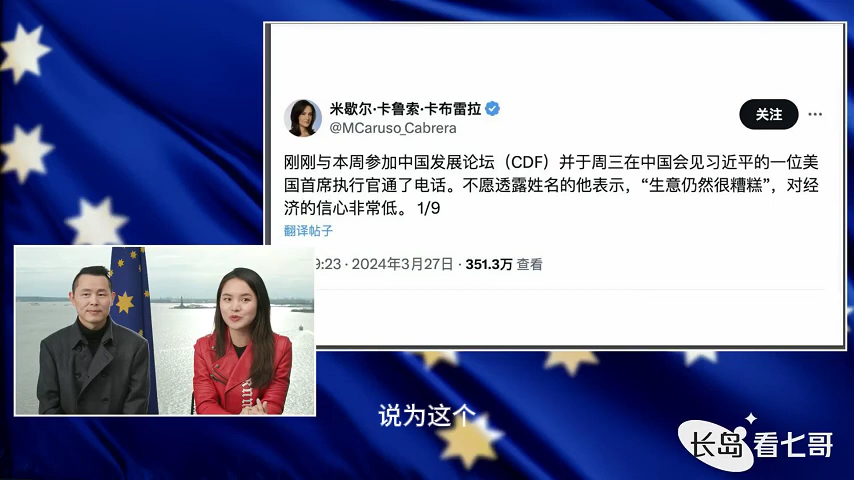 米歇尔·卡鲁索·卡布雷拉
@MCaruso_Cabrera
关注
刚刚与本周参加中国发展论坛（CDF）并于周三在中国会见习近平的一位美
国首席执行官通了电话。不愿透露姓名的他表示，“生意仍然很糟糕”，对经
济的信心非常低。 1/9
翻译帖子
9:23 · 2024年3月27日 · 351.3万 查看
说为这个
长岛看七哥